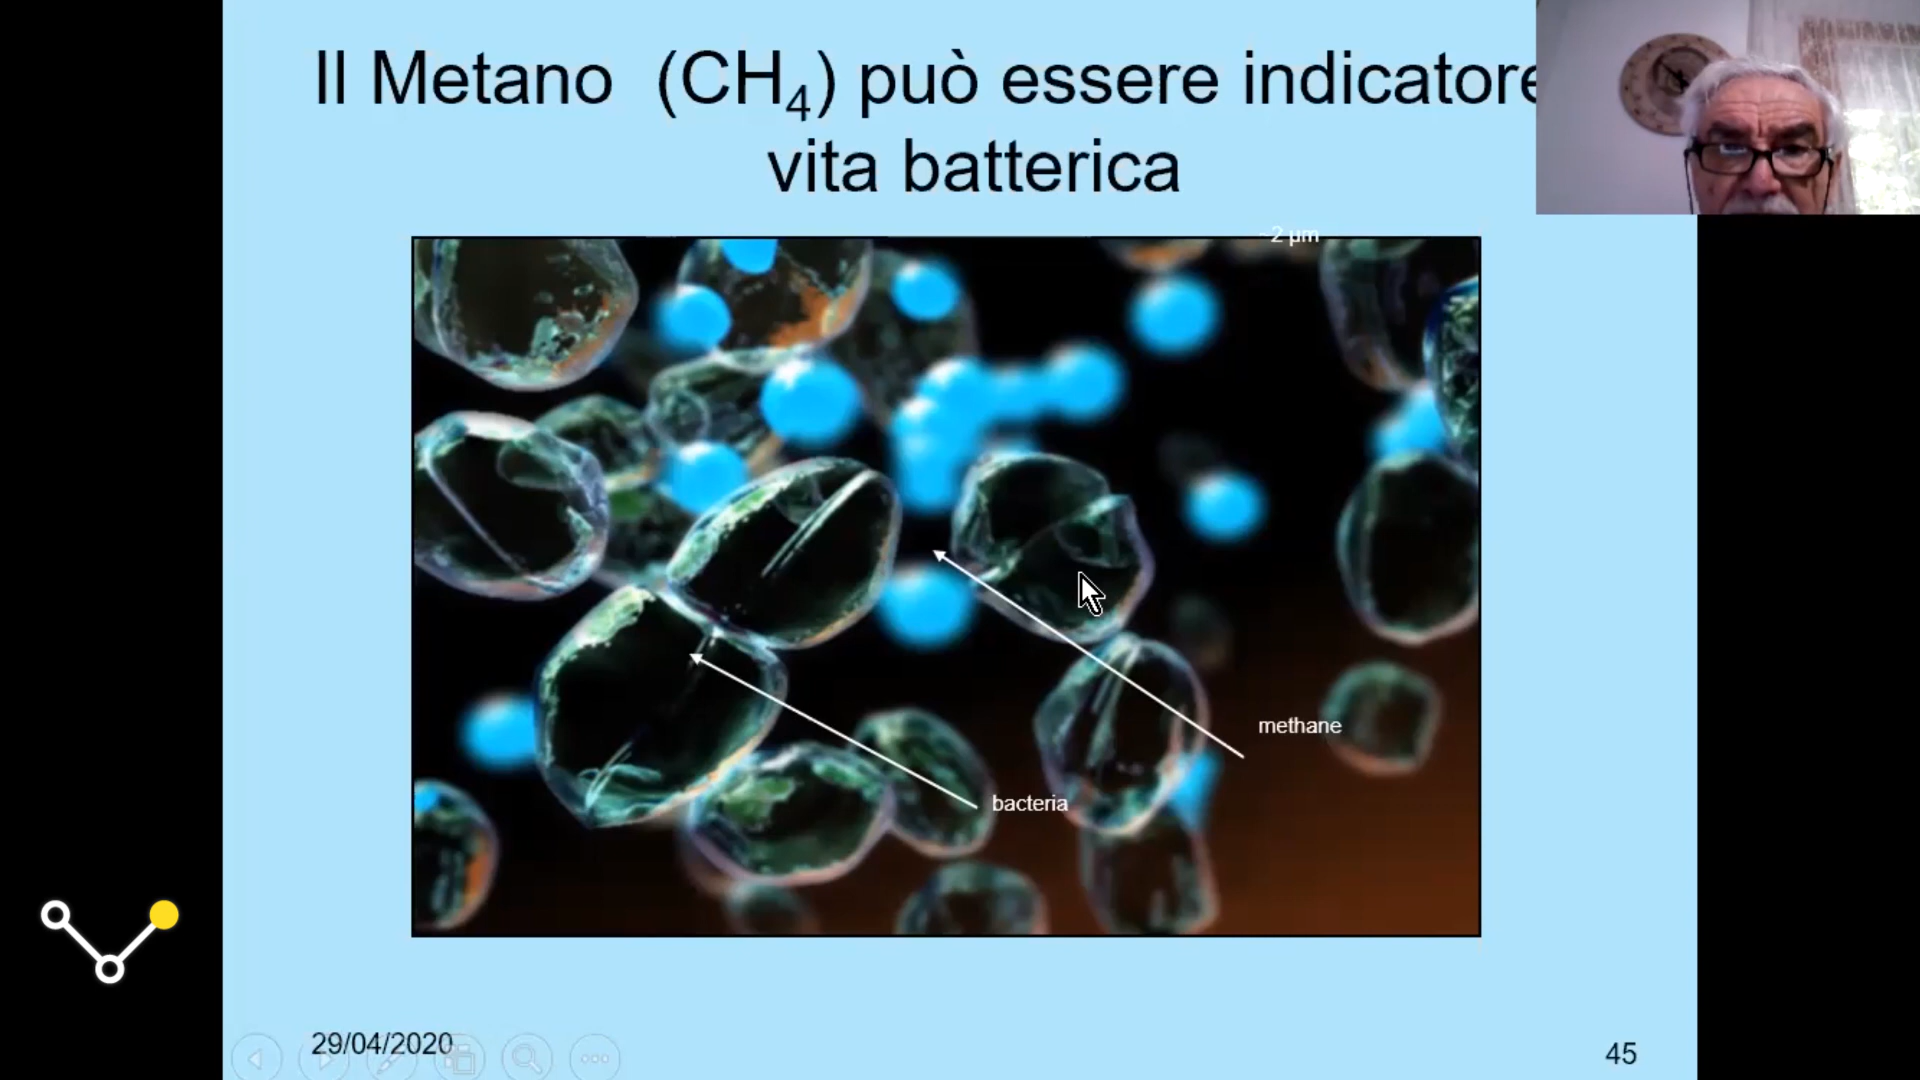 Il Metano (CH₄) può essere indicatore
vita batterica
~2 µm
methane
bacteria
29/04/2020
45